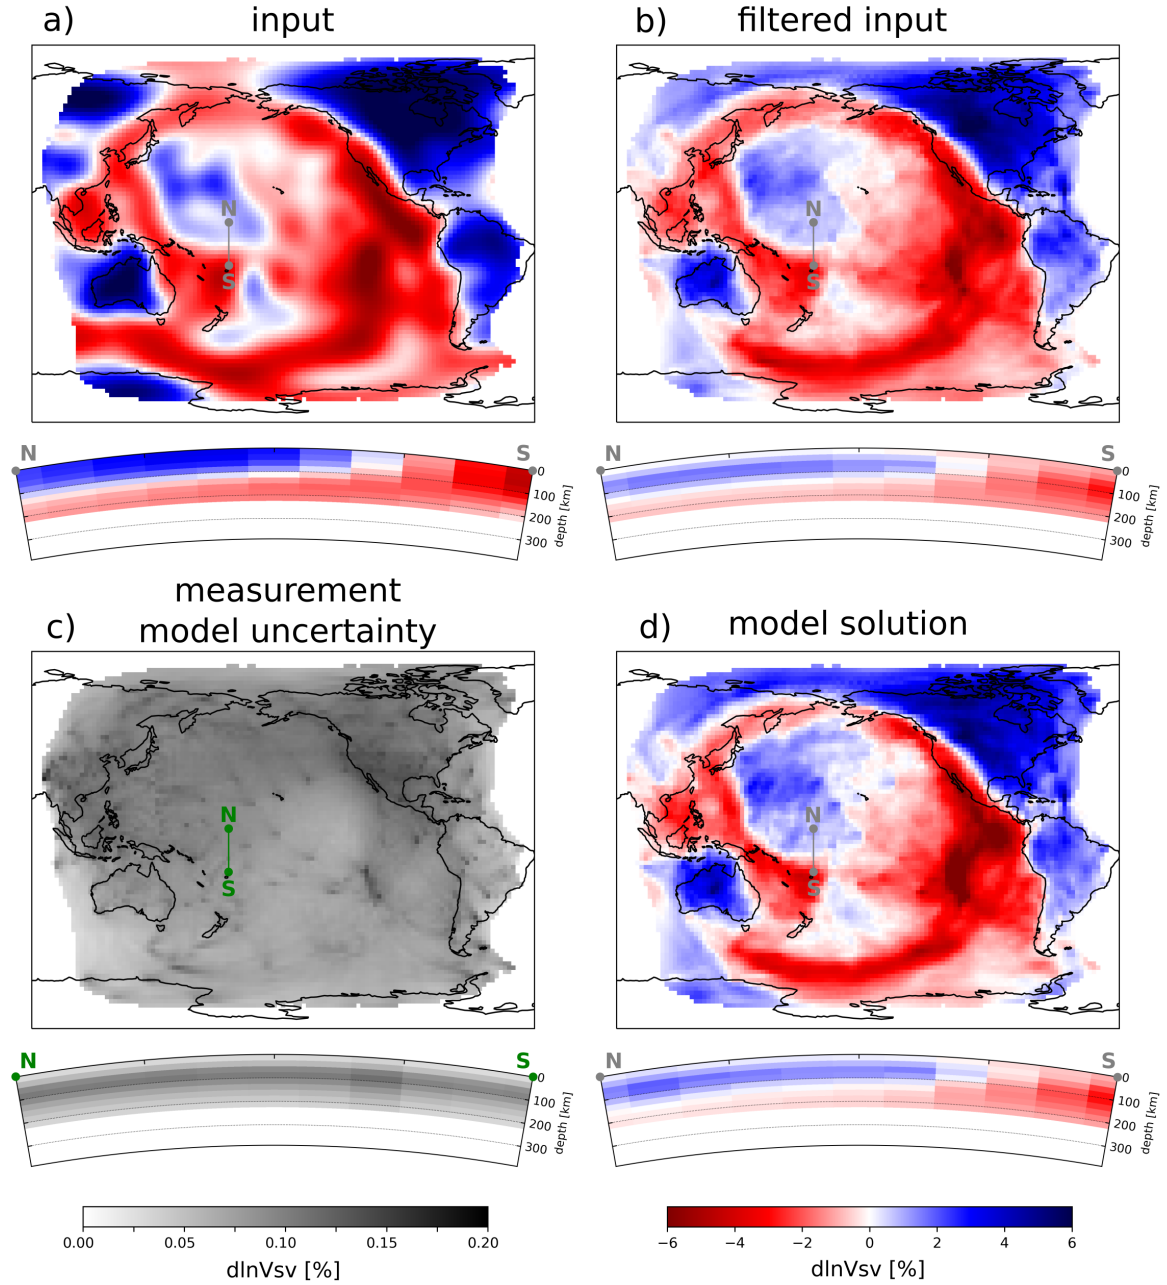 a) input
b) filtered input
N
S
N
S
N S
0
100
200
300
depth [km]
N S
0
100
200
300
depth [km]
measurement
c) model uncertainty
d) model solution
N
S
N
S
N S
0
100
200
300
depth [km]
N S
0
100
200
300
depth [km]
0.00 0.05 0.10 0.15 0.20
dlnVsv [%]
−6 −4 −2 0 2 4 6
dlnVsv [%]